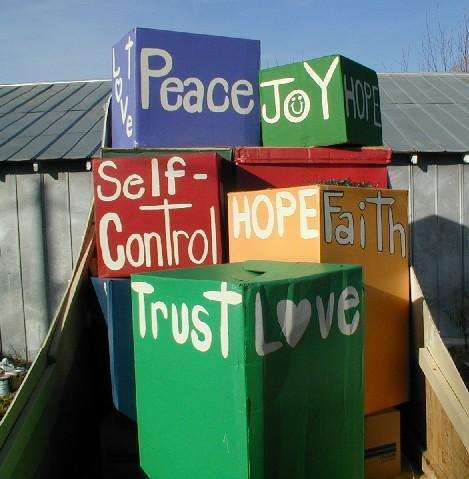 Love
Peace
Joy
HOPE
Self-
Control
HOPE
Faith
Trust
Love